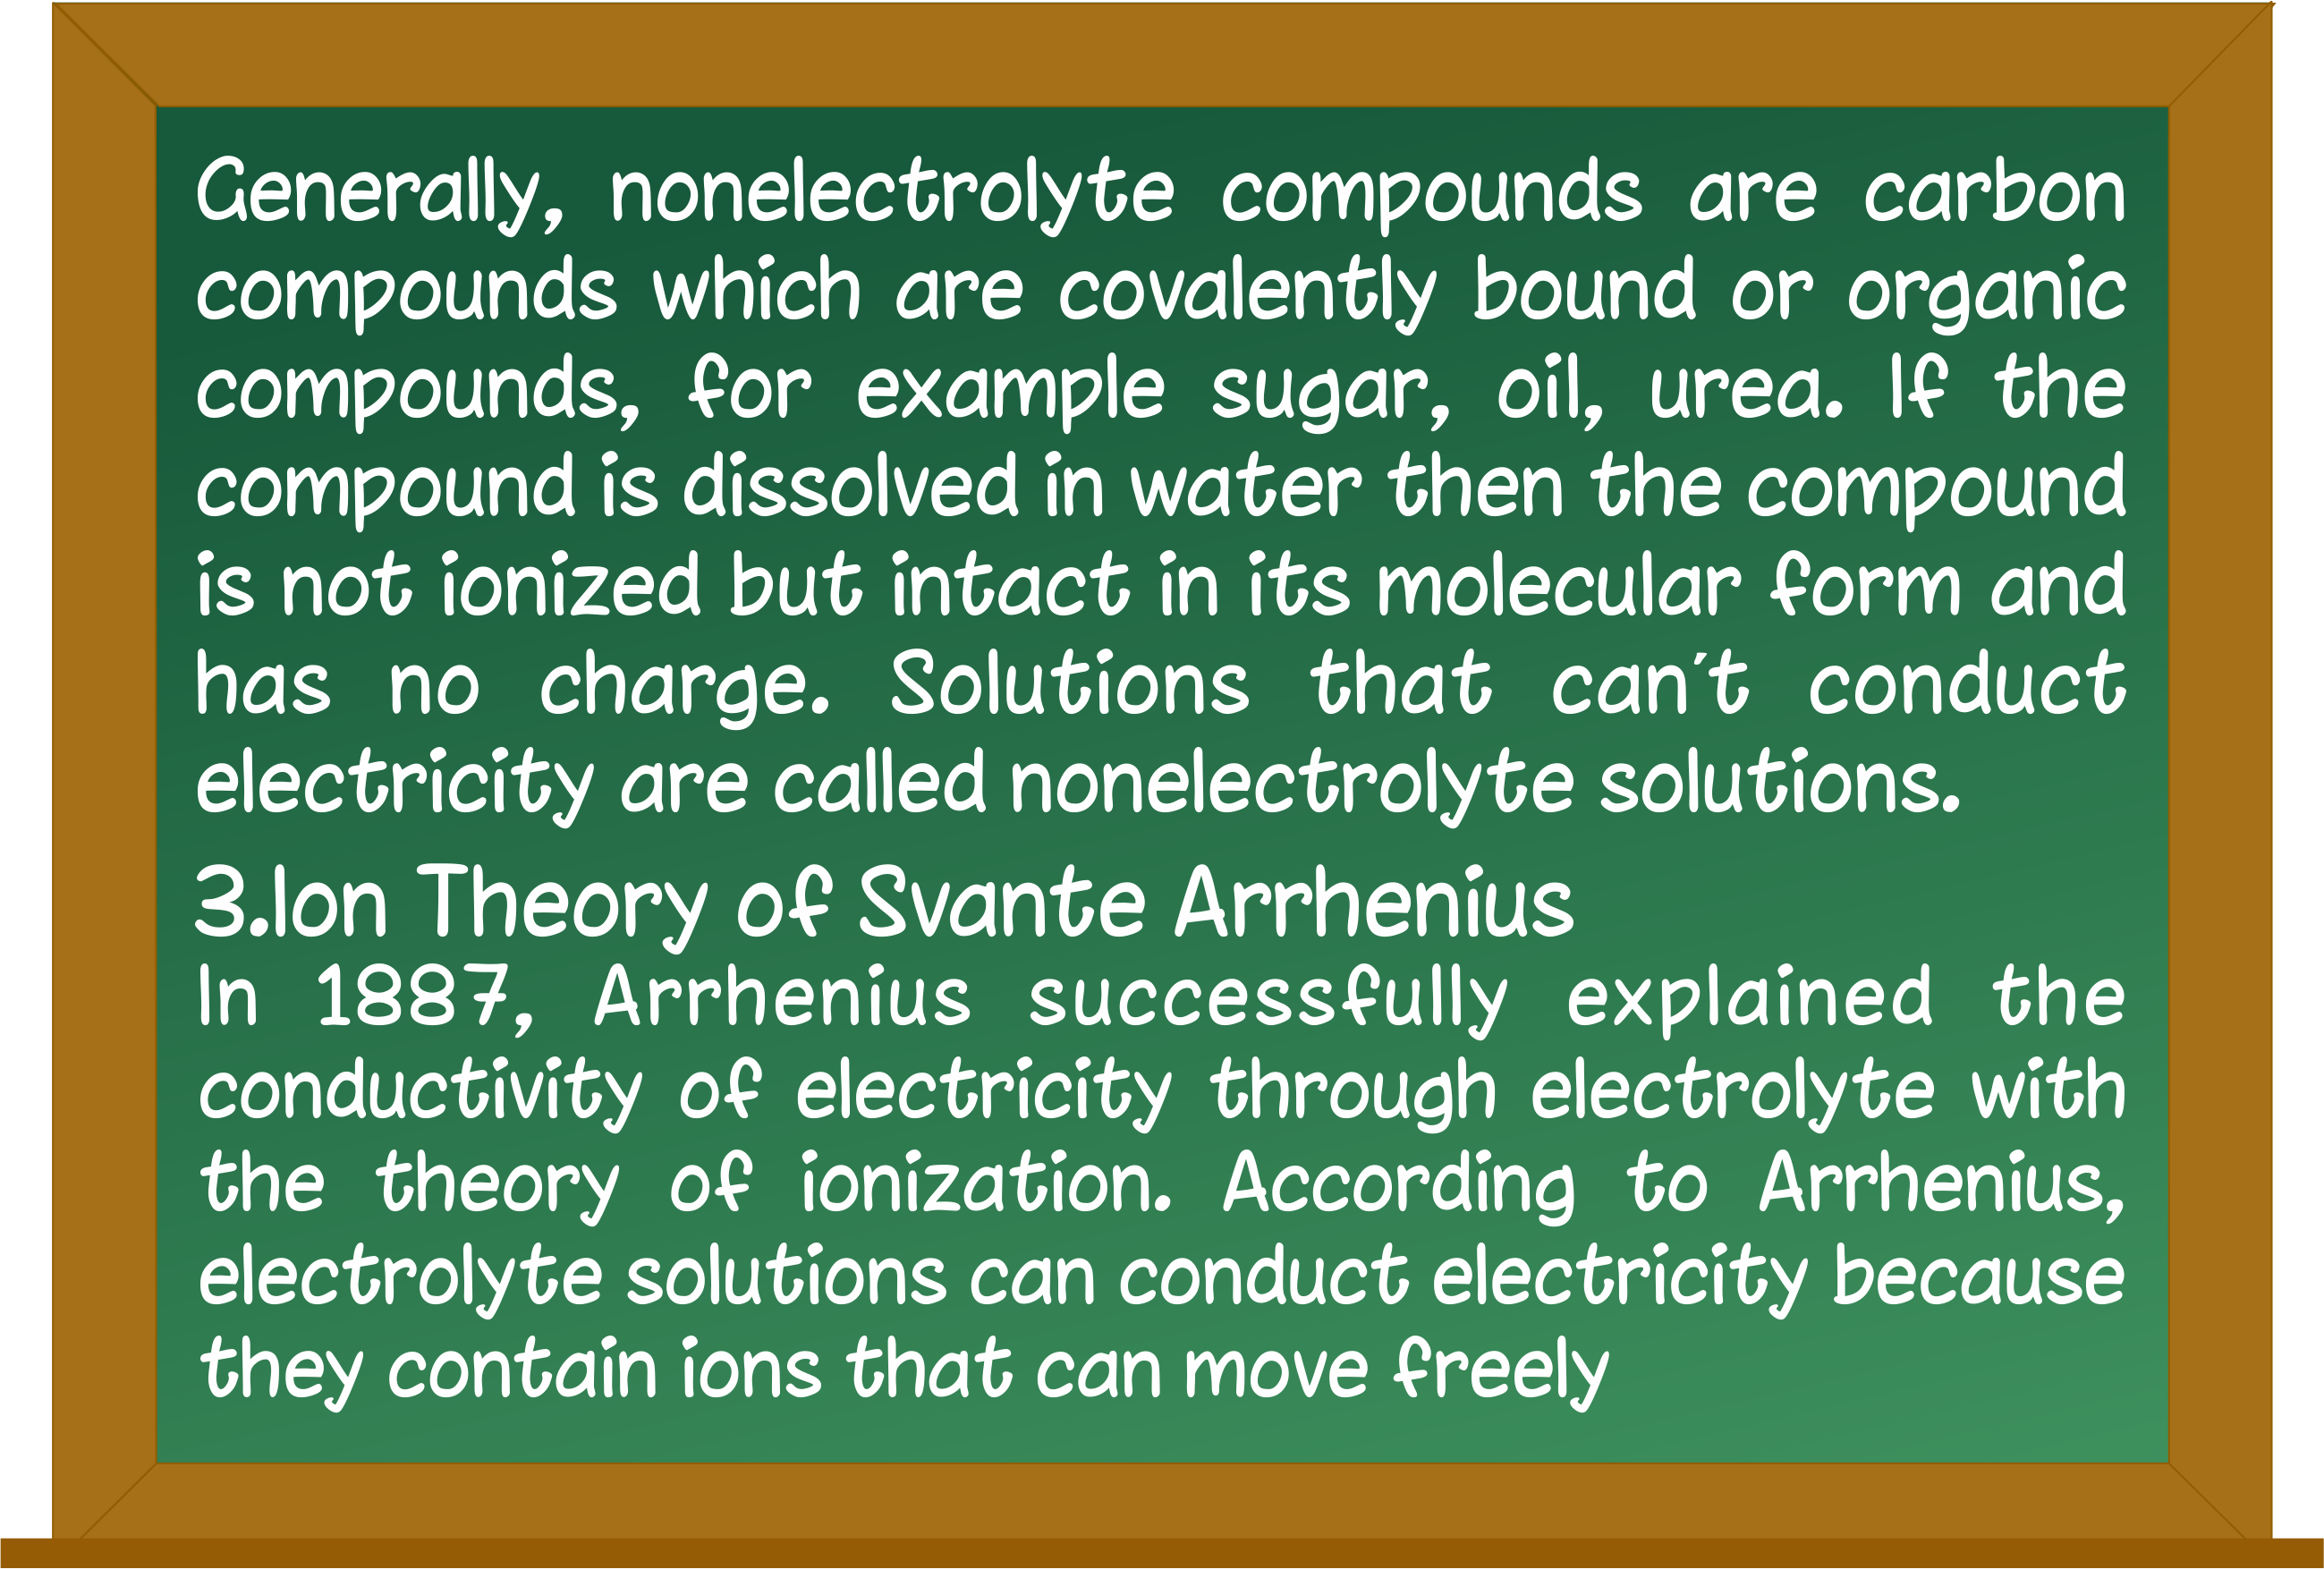 Generally, nonelectrolyte compounds are carbon
compounds which are covalently bound or organic
compounds, for example sugar, oil, urea. If the
compound is dissolved in water then the compound
is not ionized but intact in its molecular form and
has no charge. Solutions that can't conduct
electricity are called nonelectrolyte solutions.
3.Ion Theory of Svante Arrhenius
In 1887, Arrhenius successfully explained the
conductivity of electricity through electrolyte with
the theory of ionization. According to Arrhenius,
electrolyte solutions can conduct electricity because
they contain ions that can move freely